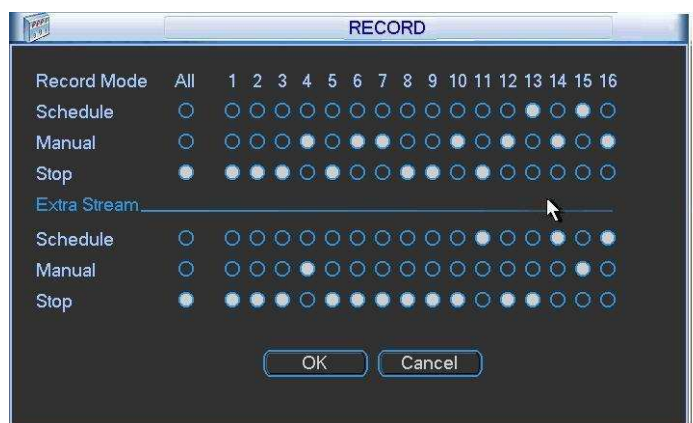 RECORD
Record Mode All 1 2 3 4 5 6 7 8 9 10 11 12 13 14 15 16
Schedule
Manual
Stop
Extra Stream
Schedule
Manual
Stop
OK Cancel